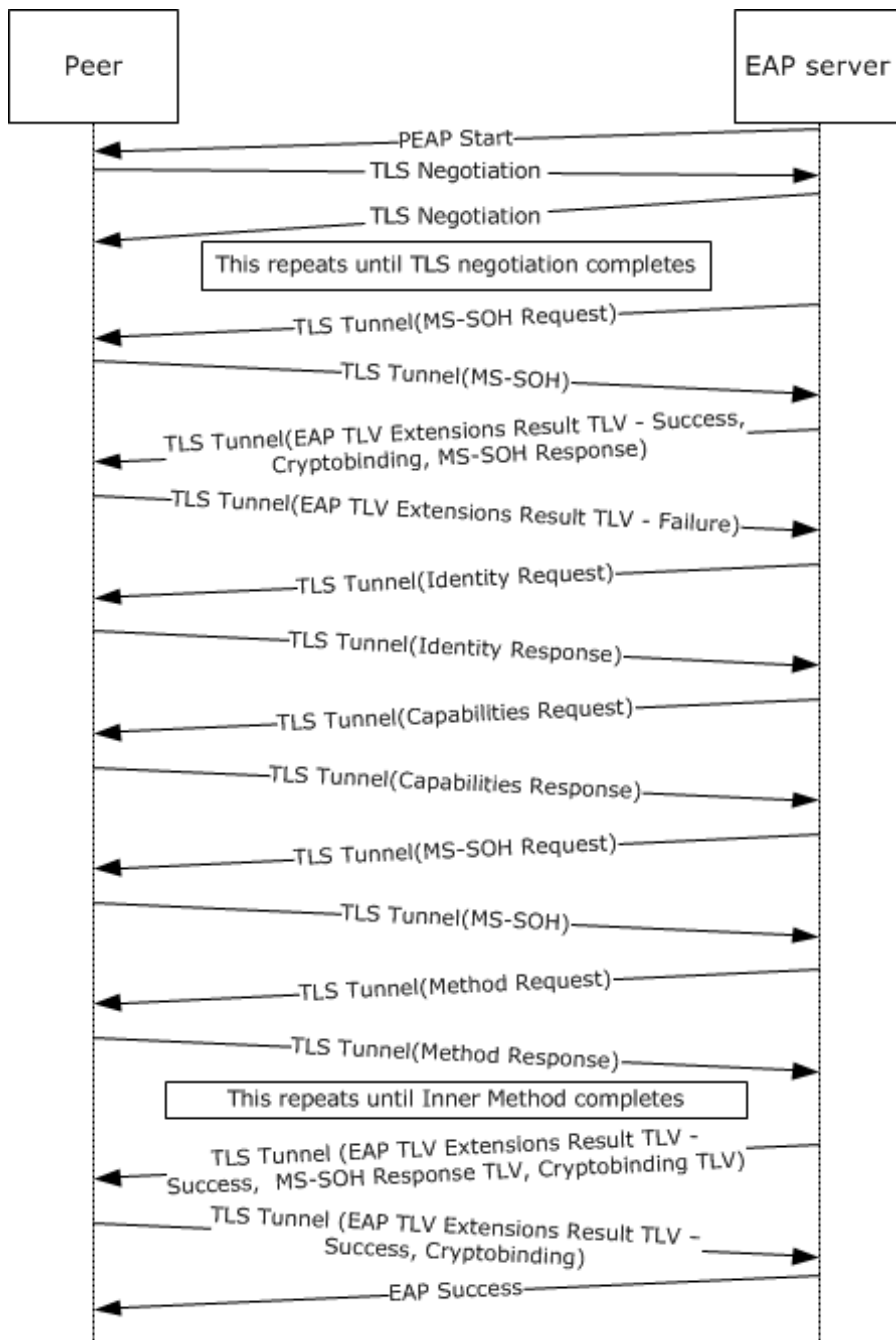 Peer
EAP server
PEAP Start
TLS Negotiation
TLS Negotiation
This repeats until TLS negotiation completes
TLS Tunnel(MS-SOH Request)
TLS Tunnel(MS-SOH)
TLS Tunnel(EAP TLV Extensions Result TLV - Success,
Cryptobinding, MS-SOH Response)
TLS Tunnel(EAP TLV Extensions Result TLV - Failure)
TLS Tunnel(Identity Request)
TLS Tunnel(Identity Response)
TLS Tunnel(Capabilities Request)
TLS Tunnel(Capabilities Response)
TLS Tunnel(MS-SOH Request)
TLS Tunnel(MS-SOH)
TLS Tunnel(Method Request)
TLS Tunnel(Method Response)
This repeats until Inner Method completes
TLS Tunnel (EAP TLV Extensions Result TLV -
Success, MS-SOH Response TLV, Cryptobinding TLV)
TLS Tunnel (EAP TLV Extensions Result TLV –
Success, Cryptobinding)
EAP Success